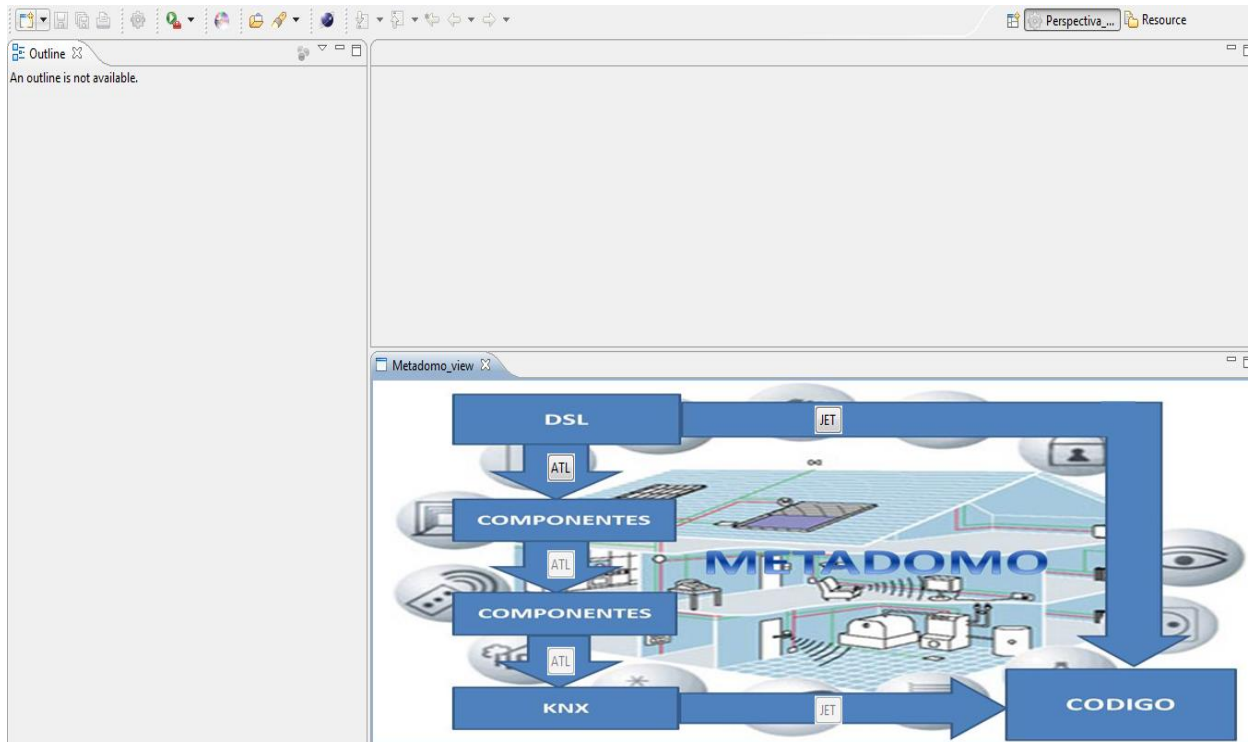 Perspectiva_...
Resource
Outline
An outline is not available.
Metadomo_view
DSL
JET
ATL
COMPONENTES
ATL
METADOMO
COMPONENTES
ATL
KNX
JET
CODIGO